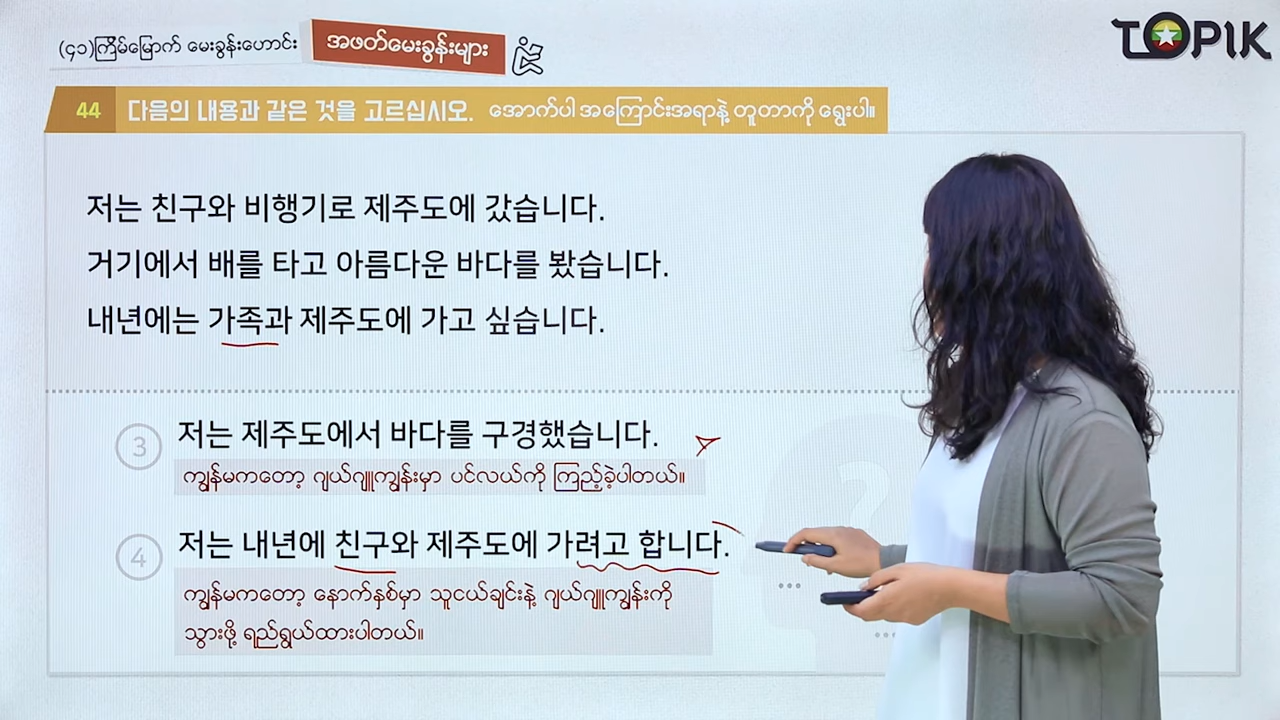 (၄၁)ကြိမ်မြောက် မေးခွန်းဟောင်း အဖတ်မေးခွန်းများ
TOPIK
44 다음의 내용과 같은 것을 고르십시오. အောက်ပါ အကြောင်းအရာနဲ့ တူတာကို ရွေးပါ။
저는 친구와 비행기로 제주도에 갔습니다.
거기에서 배를 타고 아름다운 바다를 봤습니다.
내년에는 가족과 제주도에 가고 싶습니다.
③ 저는 제주도에서 바다를 구경했습니다.
ကျွန်မကတော့ ဂျယ်ဂျူကျွန်းမှာ ပင်လယ်ကို ကြည့်ခဲ့ပါတယ်။
④ 저는 내년에 친구와 제주도에 가려고 합니다.
ကျွန်မကတော့ နောက်နှစ်မှာ သူငယ်ချင်းနဲ့ ဂျယ်ဂျူကျွန်းကို
သွားဖို့ ရည်ရွယ်ထားပါတယ်။